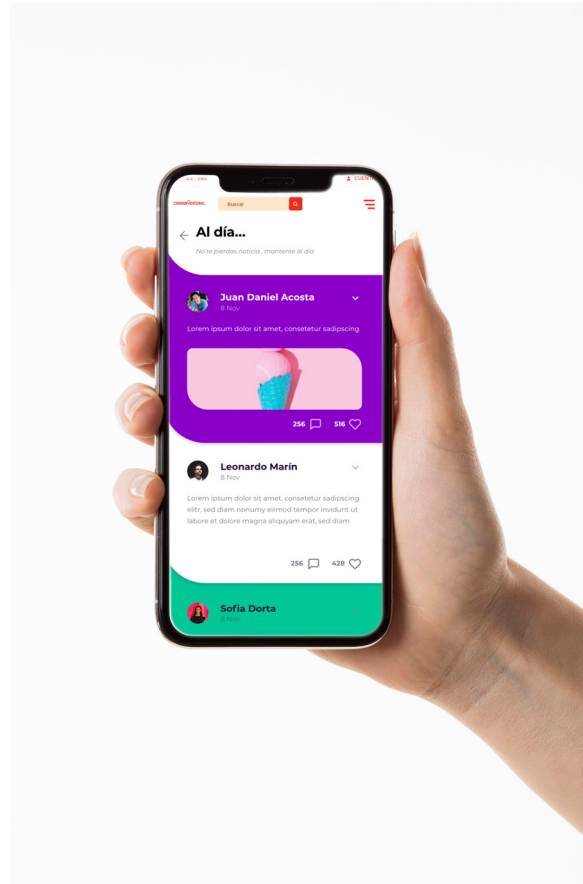 CUENTA
Buscar
Al día...
No te pierdas noticia , mantente al día
Juan Daniel Acosta
8 Nov
Lorem ipsum dolor sit amet, consetetur sadipscing
256 516
Leonardo Marín
8 Nov
Lorem ipsum dolor sit amet, consetetur sadipscing
elitr, sed diam nonumy eirmod tempor invidunt ut
labore et dolore magna aliquyam erat, sed diam
256 428
Sofia Dorta
8 Nov